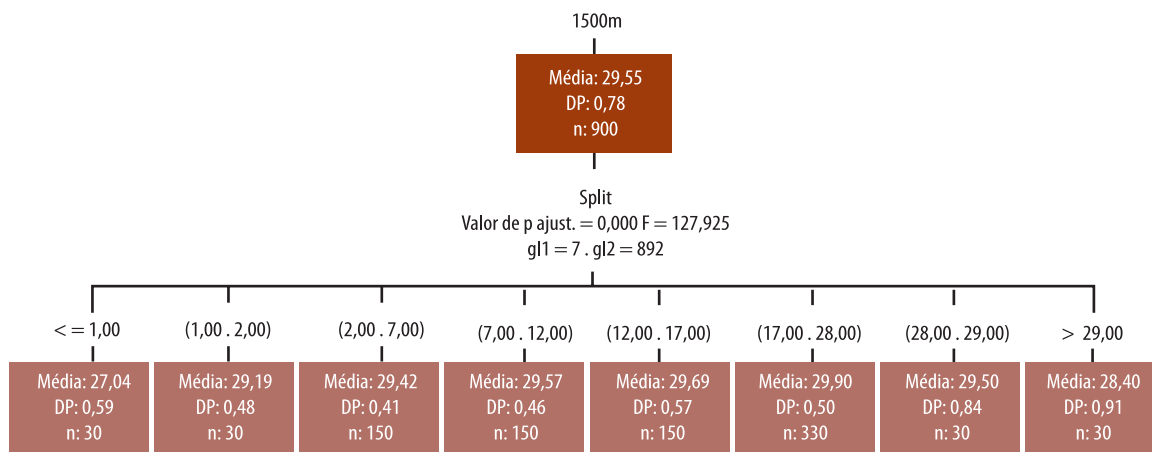 1500m
Média: 29,55
DP: 0,78
n: 900
Split
Valor de p ajust. = 0,000 F = 127,925
gl1 = 7 . gl2 = 892
< = 1,00
(1,00 . 2,00)
(2,00 . 7,00)
(7,00 . 12,00)
(12,00 . 17,00)
(17,00 . 28,00)
(28,00 . 29,00)
> 29,00
Média: 27,04
DP: 0,59
n: 30
Média: 29,19
DP: 0,48
n: 30
Média: 29,42
DP: 0,41
n: 150
Média: 29,57
DP: 0,46
n: 150
Média: 29,69
DP: 0,57
n: 150
Média: 29,90
DP: 0,50
n: 330
Média: 29,50
DP: 0,84
n: 30
Média: 28,40
DP: 0,91
n: 30